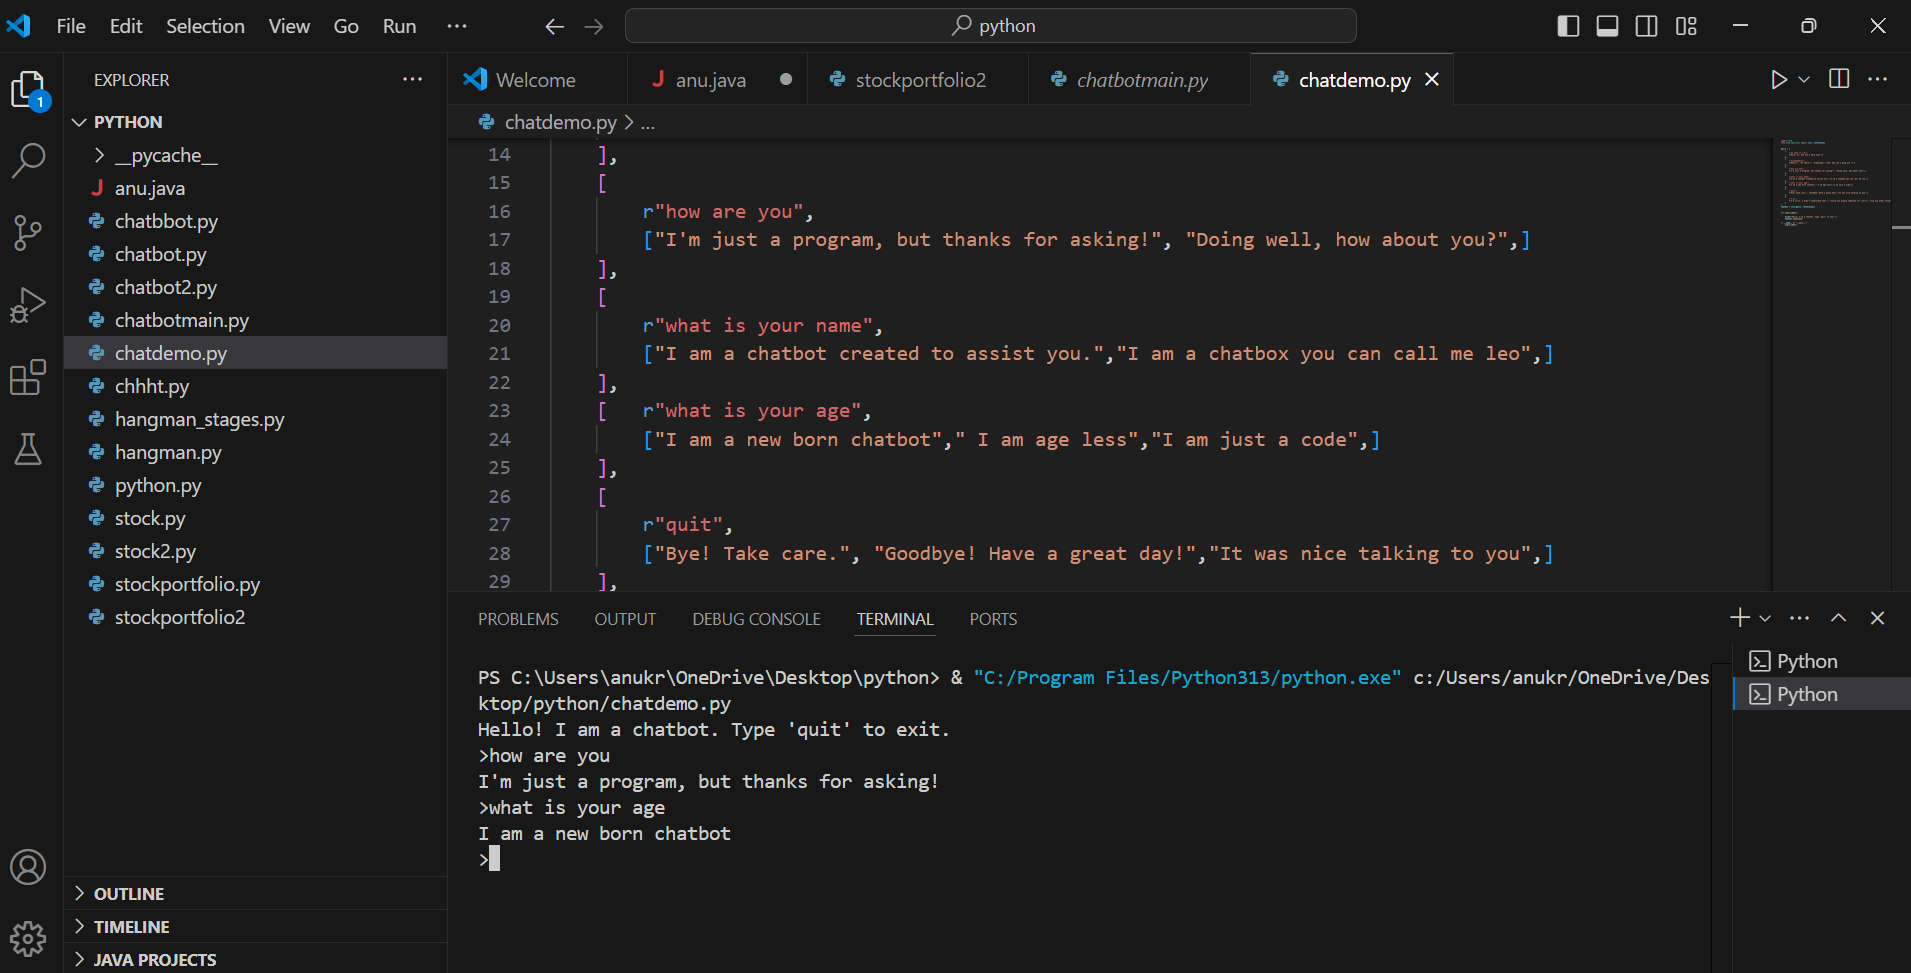 File Edit Selection View Go Run ··· python
EXPLORER ···
PYTHON
__pycache__
anu.java
chatbbot.py
chatbot.py
chatbot2.py
chatbotmain.py
chatdemo.py
chhht.py
hangman_stages.py
hangman.py
python.py
stock.py
stock2.py
stockportfolio.py
stockportfolio2
OUTLINE
TIMELINE
JAVA PROJECTS
1
Welcome J anu.java stockportfolio2 chatbotmain.py chatdemo.py
chatdemo.py > ...
14 ],
15 [
16 r"how are you",
17 ["I'm just a program, but thanks for asking!", "Doing well, how about you?",]
18 ],
19 [
20 r"what is your name",
21 ["I am a chatbot created to assist you.","I am a chatbox you can call me leo",]
22 ],
23 [ r"what is your age",
24 ["I am a new born chatbot"," I am age less","I am just a code",]
25 ],
26 [
27 r"quit",
28 ["Bye! Take care.", "Goodbye! Have a great day!","It was nice talking to you",]
29 ],
PROBLEMS OUTPUT DEBUG CONSOLE TERMINAL PORTS
PS C:\Users\anukr\OneDrive\Desktop\python> & "C:/Program Files/Python313/python.exe" c:/Users/anukr/OneDrive/Des
ktop/python/chatdemo.py
Hello! I am a chatbot. Type 'quit' to exit.
>how are you
I'm just a program, but thanks for asking!
>what is your age
I am a new born chatbot
>
Python
Python